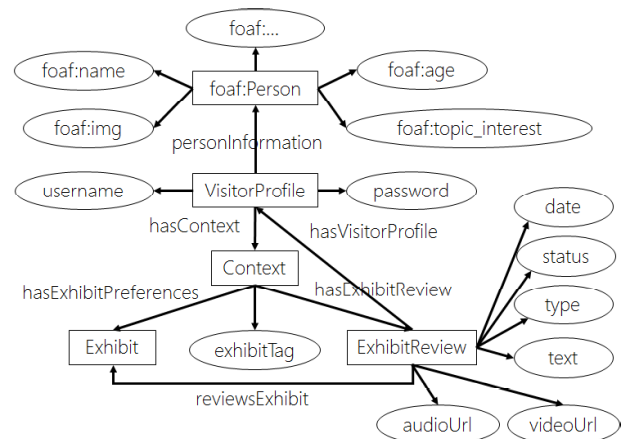 foaf:...
foaf:name
foaf:age
foaf:Person
foaf:img
foaf:topic_interest
personInformation
username
VisitorProfile
password
date
hasContext
hasVisitorProfile
status
Context
hasExhibitPreferences
hasExhibitReview
type
Exhibit
exhibitTag
ExhibitReview
text
reviewsExhibit
audioUrl
videoUrl